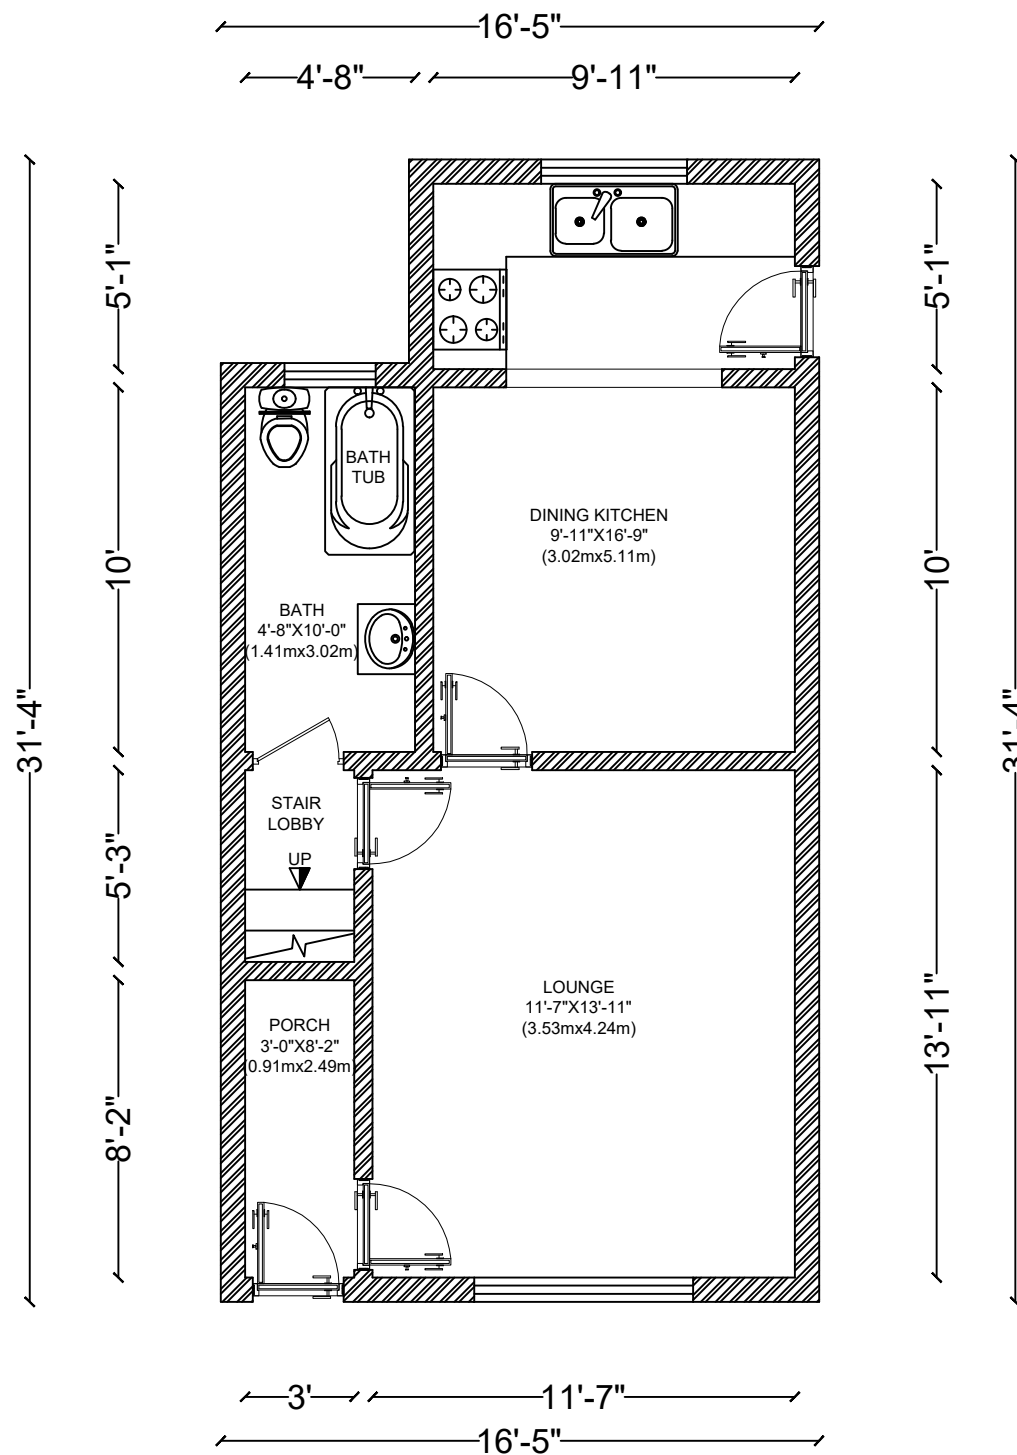 16'-5"
4'-8"
9'-11"
5'-1"
5'-1"
BATH
TUB
DINING KITCHEN
9'-11"X16'-9"
(3.02mx5.11m)
10'
10'
BATH
4'-8"X10'-0"
(1.41mx3.02m)
31'-4"
31'-4"
STAIR
LOBBY
UP
5'-3"
LOUNGE
11'-7"X13'-11"
(3.53mx4.24m)
13'-11"
PORCH
3'-0"X8'-2"
(0.91mx2.49m)
8'-2"
3'
11'-7"
16'-5"